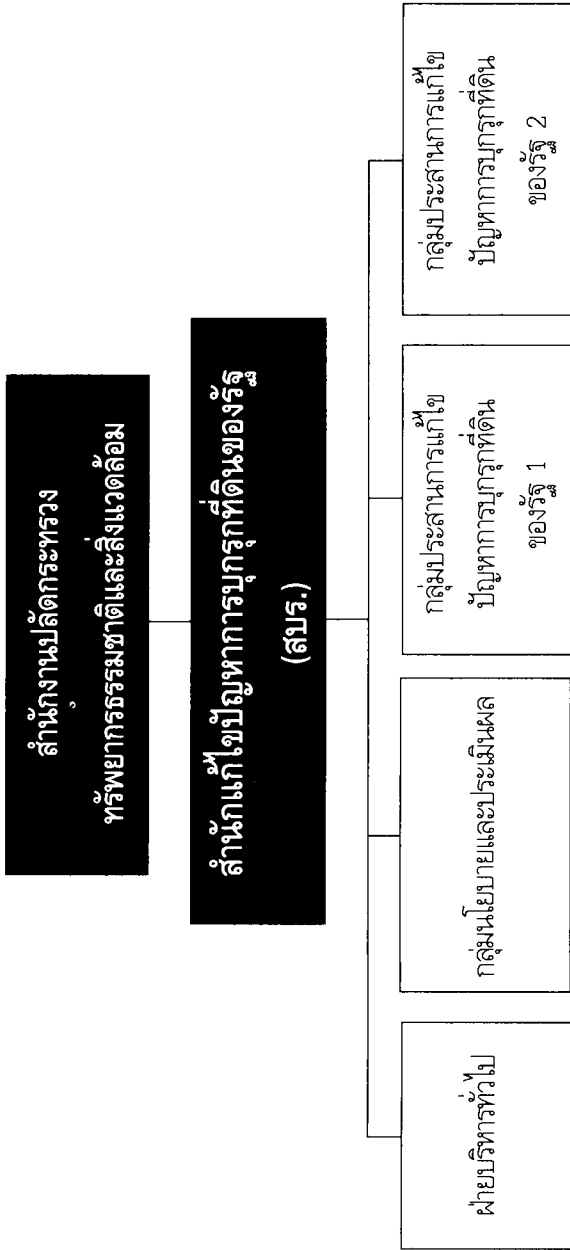 สำนักงานปลัดกระทรวง
ทรัพยากรธรรมชาติและสิ่งแวดล้อม
สำนักแก้ไขปัญหาการบุกรุกที่ดินของรัฐ
(สบร.)
ฝ่ายบริหารทั่วไป
กลุ่มนโยบายและประเมินผล
กลุ่มประสานการแก้ไข
ปัญหาการบุกรุกที่ดิน
ของรัฐ 1
กลุ่มประสานการแก้ไข
ปัญหาการบุกรุกที่ดิน
ของรัฐ 2